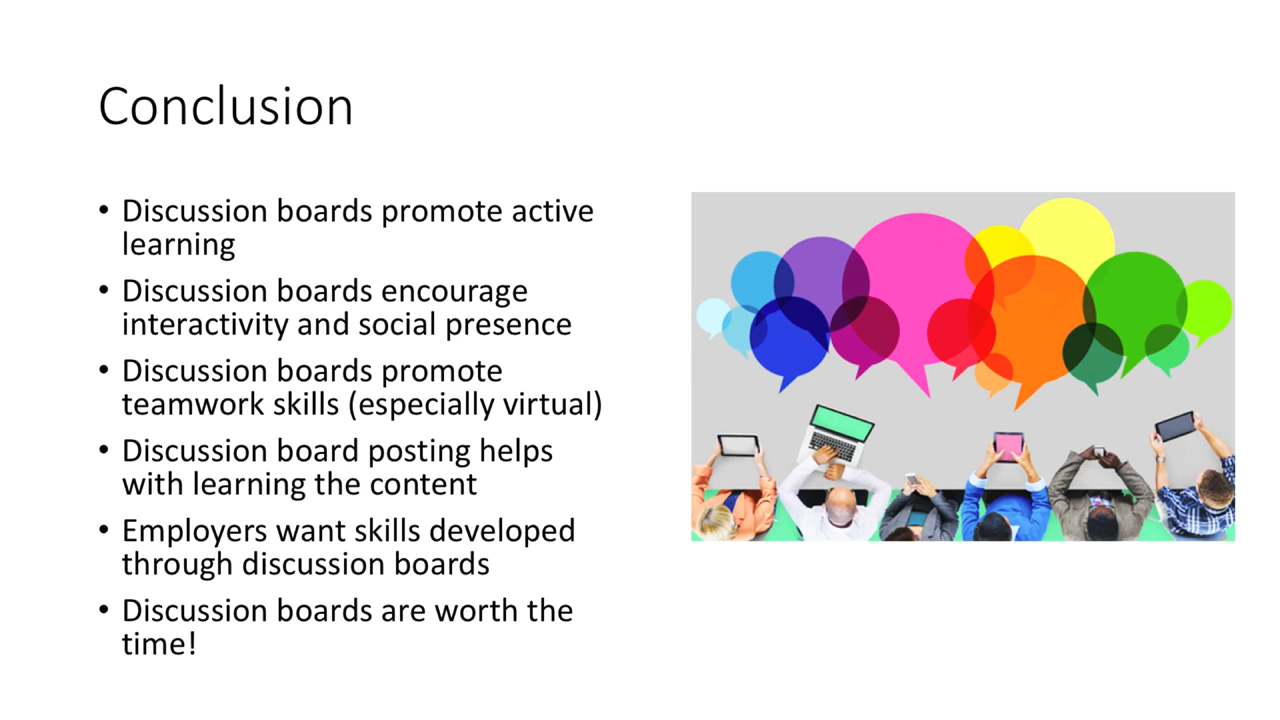 Conclusion
• Discussion boards promote active
learning
• Discussion boards encourage
interactivity and social presence
• Discussion boards promote
teamwork skills (especially virtual)
• Discussion board posting helps
with learning the content
• Employers want skills developed
through discussion boards
• Discussion boards are worth the
time!